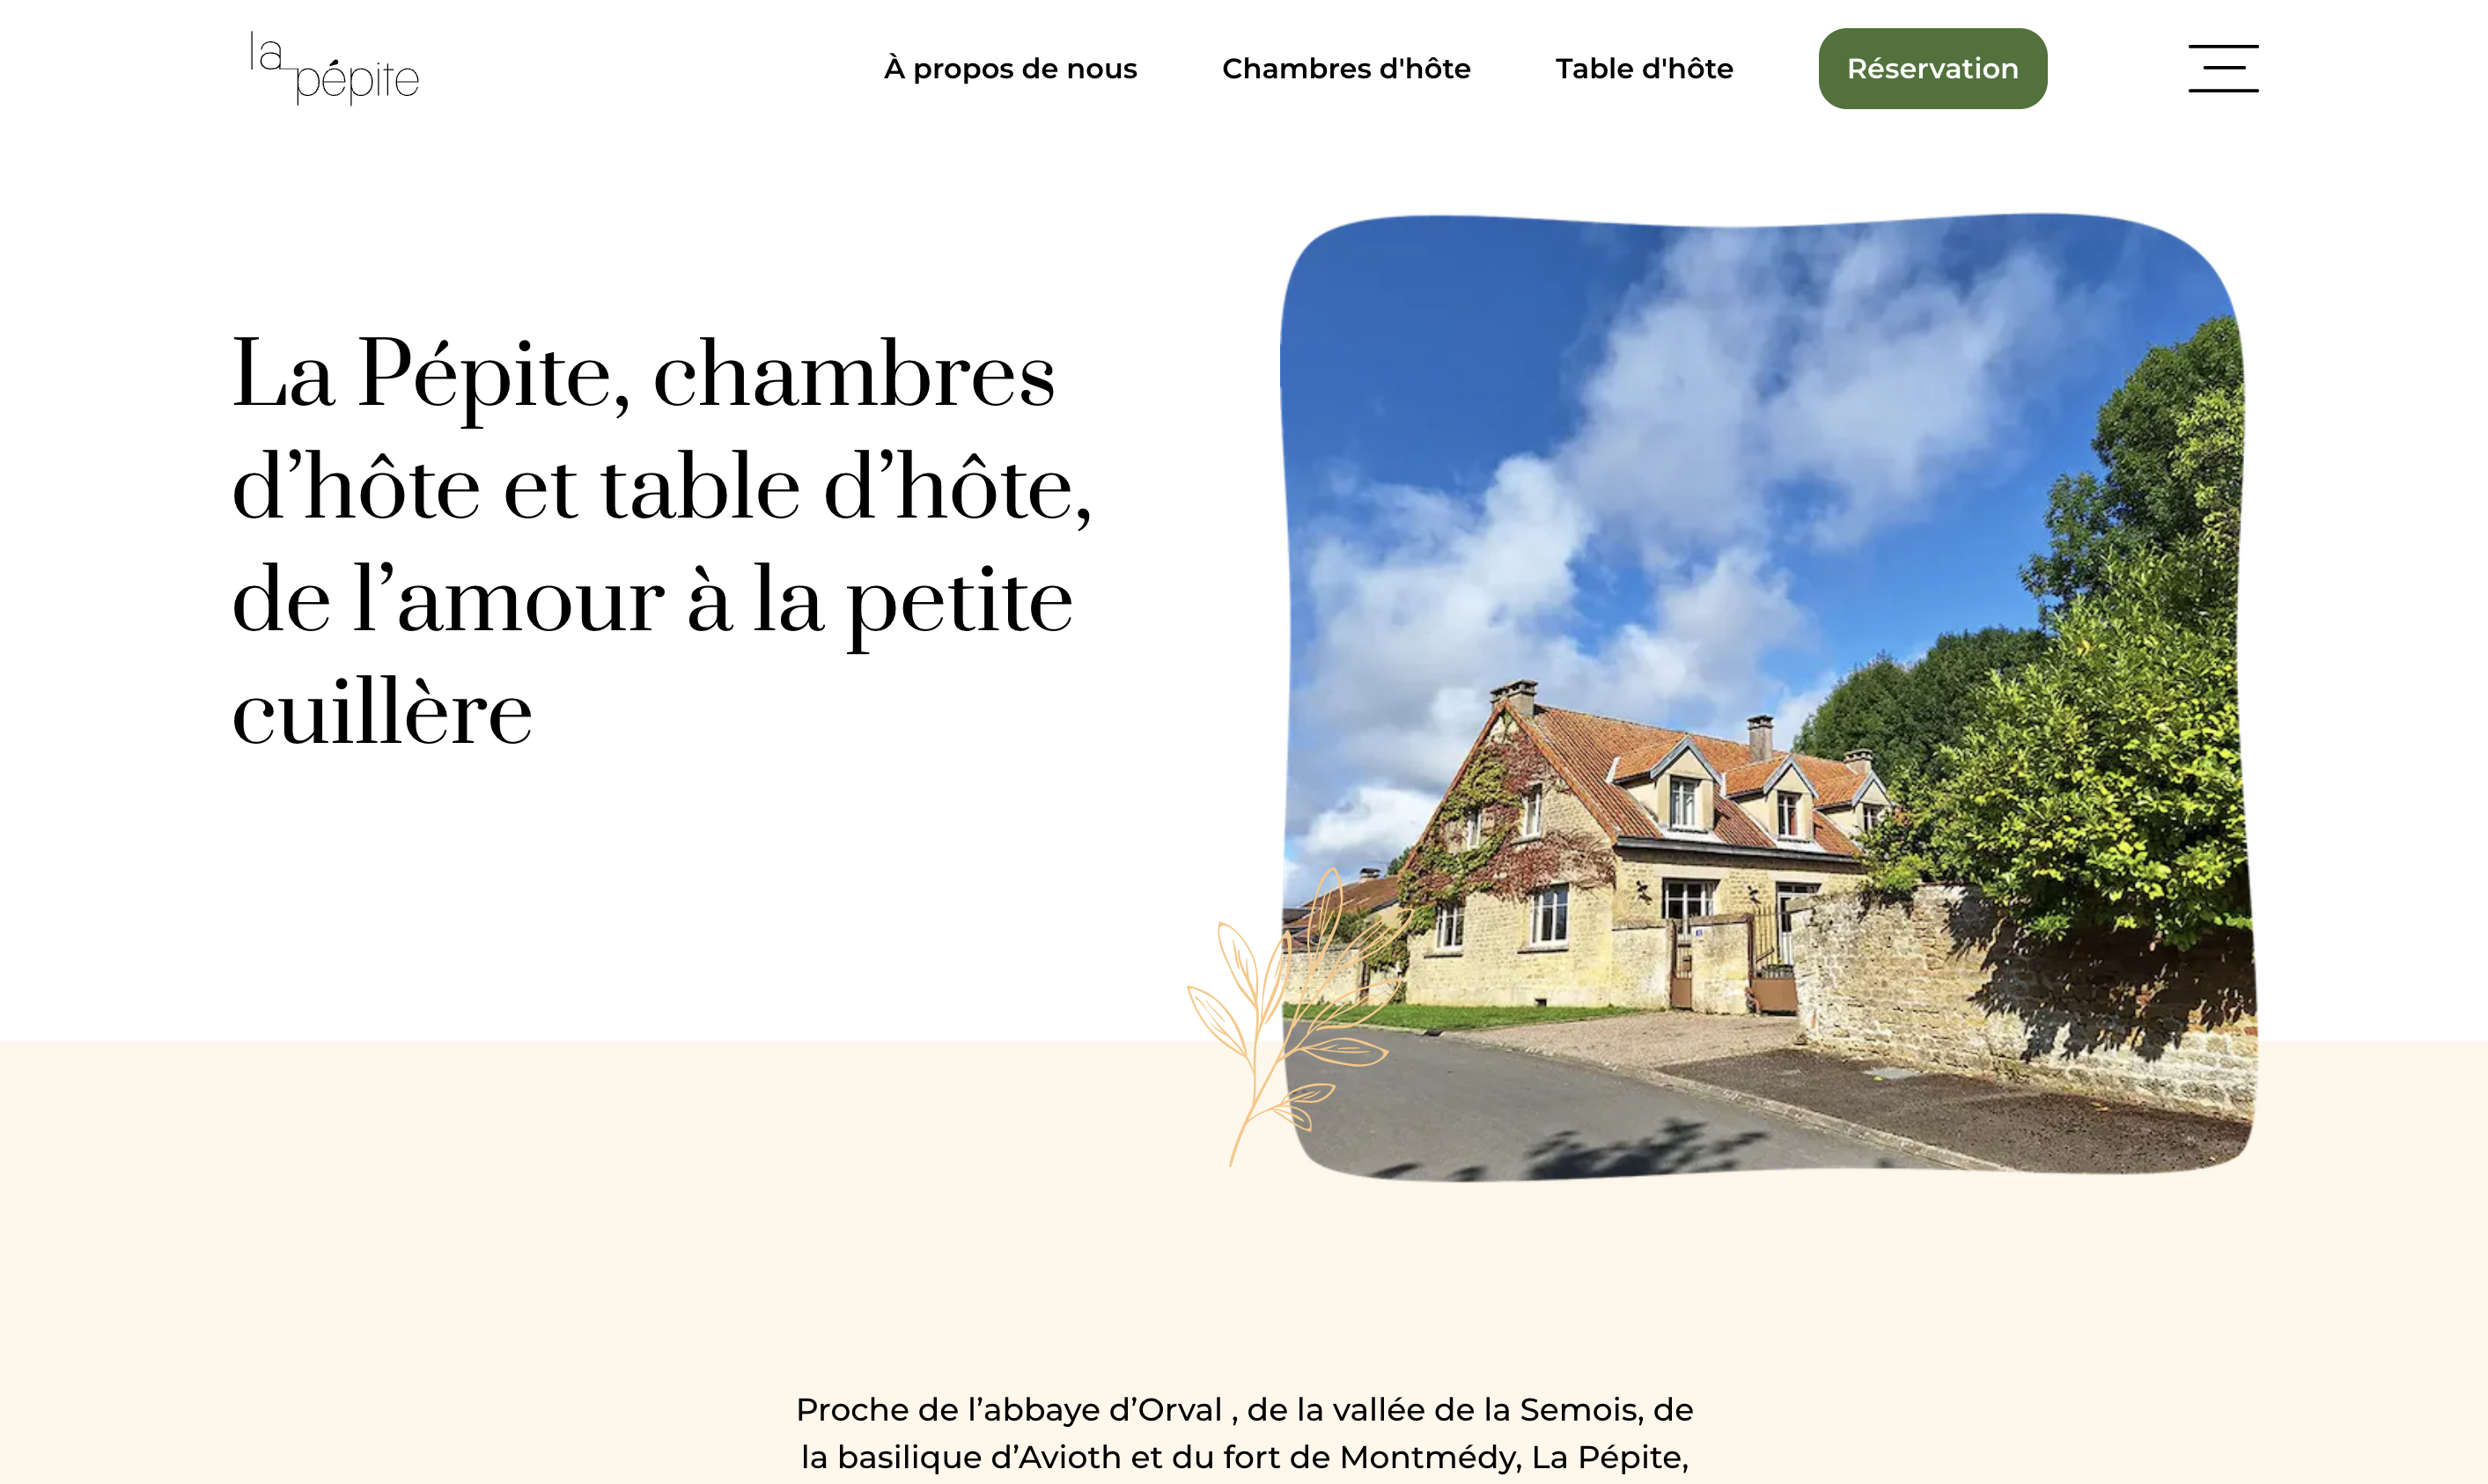 la
pépite
À propos de nous
Chambres d'hôte
Table d'hôte
Réservation
La Pépite, chambres
d’hôte et table d’hôte,
de l’amour à la petite
cuillère
Proche de l’abbaye d’Orval , de la vallée de la Semois, de
la basilique d’Avioth et du fort de Montmédy, La Pépite,